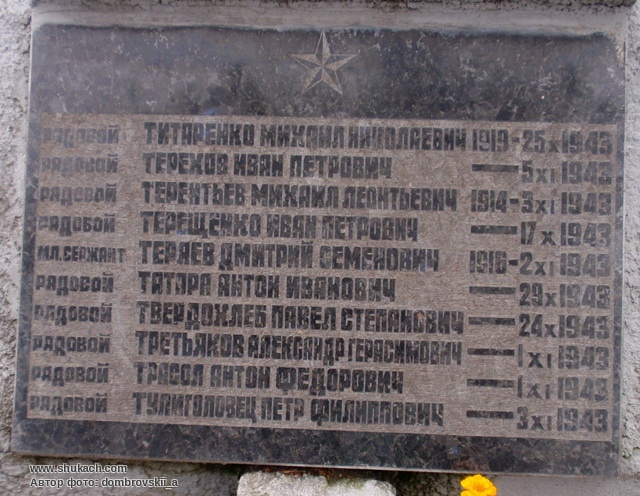 РЯДОВОЙ ТИТАРЕНКО МИХАИЛ НИКОЛАЕВИЧ 1919-25 X 1943
РЯДОВОЙ ТЕРЕХОВ ИВАН ПЕТРОВИЧ — 5 XI 1943
РЯДОВОЙ ТЕРЕНТЬЕВ МИХАИЛ ЛЕОНТЬЕВИЧ 1914-3 XI 1943
РЯДОВОЙ ТЕРЕЩЕНКО ИВАН ПЕТРОВИЧ — 17 X 1943
МЛ.СЕРЖАНТ ТЕРЯЕВ ДМИТРИЙ СЕМЕНОВИЧ 1918-2 XI 1943
РЯДОВОЙ ТАТАРА АНТОН ИВАНОВИЧ — 29 X 1943
РЯДОВОЙ ТВЕРДОХЛЕБ ПАВЕЛ СТЕПАНОВИЧ — 24 X 1943
РЯДОВОЙ ТРЕТЬЯКОВ АЛЕКСАНДР ГЕРАСИМОВИЧ — 1 XI 1943
РЯДОВОЙ ТРАСОЛ АНТОН ФЕДОРОВИЧ — 1 XI 1943
РЯДОВОЙ ТУПИГОЛОВЕЦ ПЕТР ФИЛИППОВИЧ — 3 XI 1943
www.shukach.com
Автор фото: dombrovskii_a